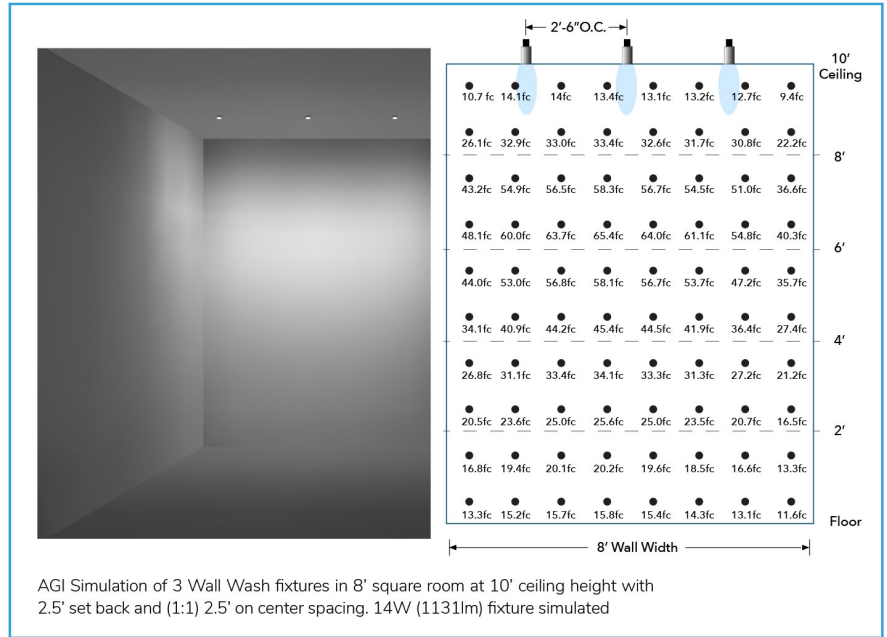 2'-6"O.C.
10'
Ceiling
10.7 fc 14.1fc 14fc 13.4fc 13.1fc 13.2fc 12.7fc 9.4fc
26.1fc 32.9fc 33.0fc 33.4fc 32.6fc 31.7fc 30.8fc 22.2fc
8'
43.2fc 54.9fc 56.5fc 58.3fc 56.7fc 54.5fc 51.0fc 36.6fc
48.1fc 60.0fc 63.7fc 65.4fc 64.0fc 61.1fc 54.8fc 40.3fc
6'
44.0fc 53.0fc 56.8fc 58.1fc 56.7fc 53.7fc 47.2fc 35.7fc
34.1fc 40.9fc 44.2fc 45.4fc 44.5fc 41.9fc 36.4fc 27.4fc
4'
26.8fc 31.1fc 33.4fc 34.1fc 33.3fc 31.3fc 27.2fc 21.2fc
20.5fc 23.6fc 25.0fc 25.6fc 25.0fc 23.5fc 20.7fc 16.5fc
2'
16.8fc 19.4fc 20.1fc 20.2fc 19.6fc 18.5fc 16.6fc 13.3fc
13.3fc 15.2fc 15.7fc 15.8fc 15.4fc 14.3fc 13.1fc 11.6fc
Floor
8' Wall Width
AGI Simulation of 3 Wall Wash fixtures in 8' square room at 10' ceiling height with
2.5' set back and (1:1) 2.5' on center spacing. 14W (1131lm) fixture simulated